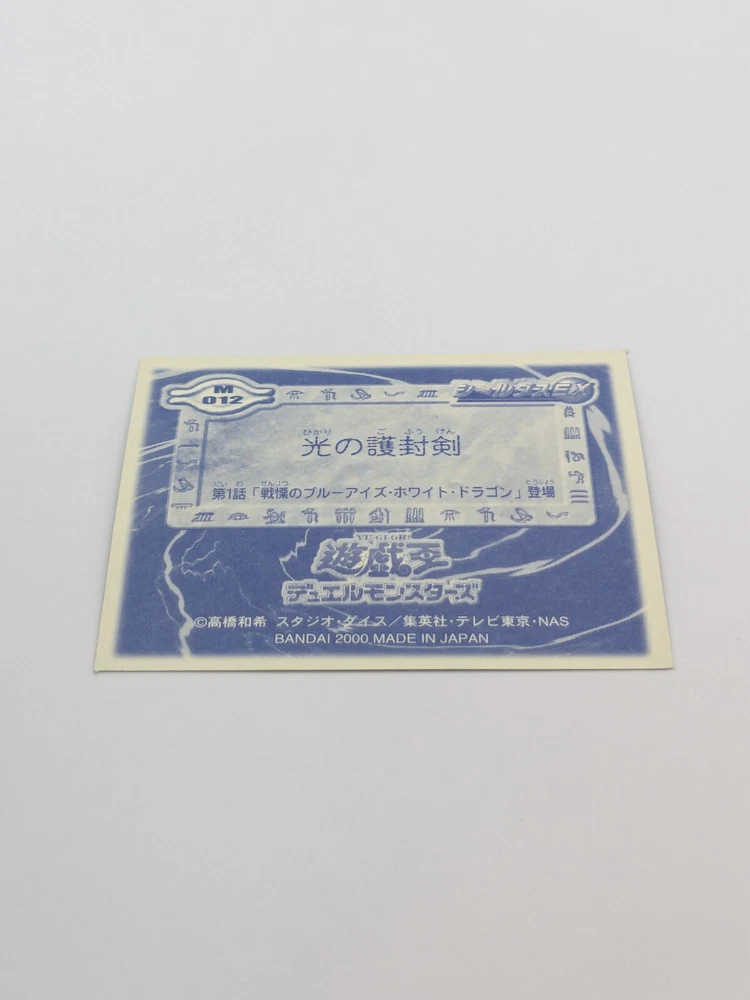 M
012
シールダスEX
ひかり ご ふう けん
光の護封剣
だい わ せんりつ とうじょう
第1話「戦慄のブルーアイズ・ホワイト・ドラゴン」登場
YU-GI-OH!
遊戯王
デュエルモンスターズ
©高橋和希 スタジオ・ダイス/集英社・テレビ東京・NAS
BANDAI 2000 MADE IN JAPAN